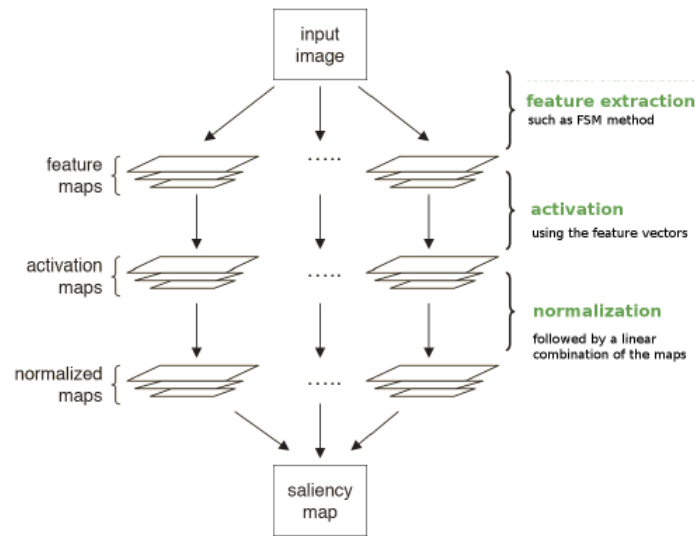 input
image
feature extraction
such as FSM method
feature
maps
.....
activation
using the feature vectors
activation
maps
.....
normalization
followed by a linear
combination of the maps
normalized
maps
.....
saliency
map